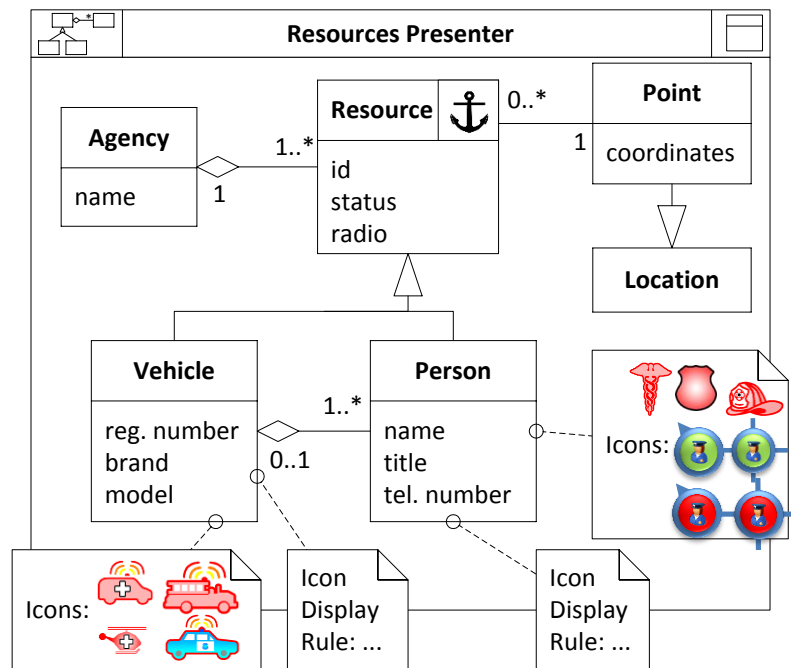 Resources Presenter
Agency
name
1
1..*
Resource
id
status
radio
0..*
1
Point
coordinates
Location
Vehicle
reg. number
brand
model
0..1
1..*
Person
name
title
tel. number
Icons:
Icons:
Icon
Display
Rule: ...
Icon
Display
Rule: ...